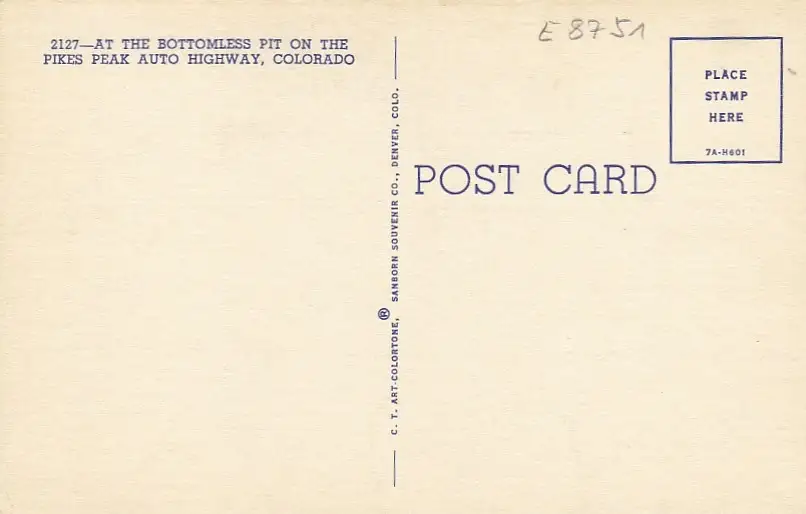 2127—AT THE BOTTOMLESS PIT ON THE
PIKES PEAK AUTO HIGHWAY, COLORADO
C. T. ART-COLORTONE, ® SANBORN SOUVENIR CO., DENVER, COLO.
E 8751
POST CARD
PLACE
STAMP
HERE
7A-H601